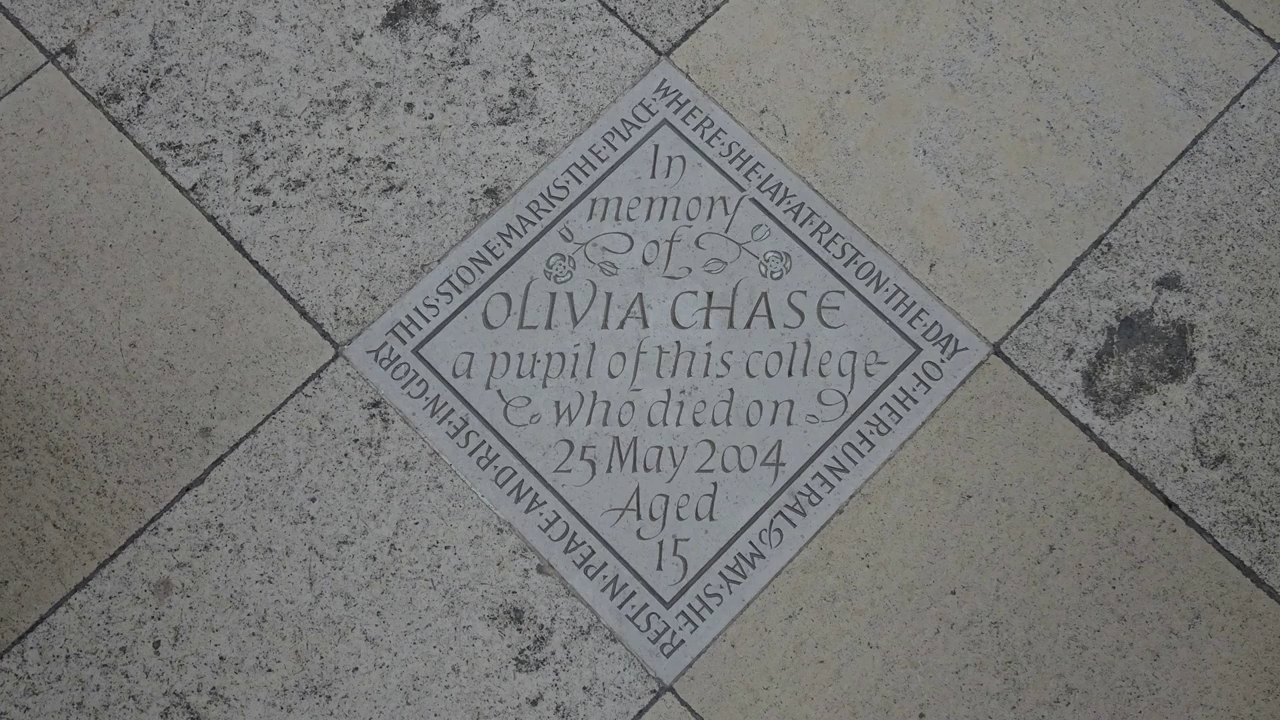 In
memory
of
OLIVIA CHASE
a pupil of this college
who died on
25 May 2004
Aged
15
THIS·STONE·MARKS·THE·PLACE·
WHERE·SHE·LAY·AT·REST·ON·THE·DAY
·OF·HER·FUNERAL & MAY·SHE
REST·IN·PEACE·AND·RISE·IN·GLORY